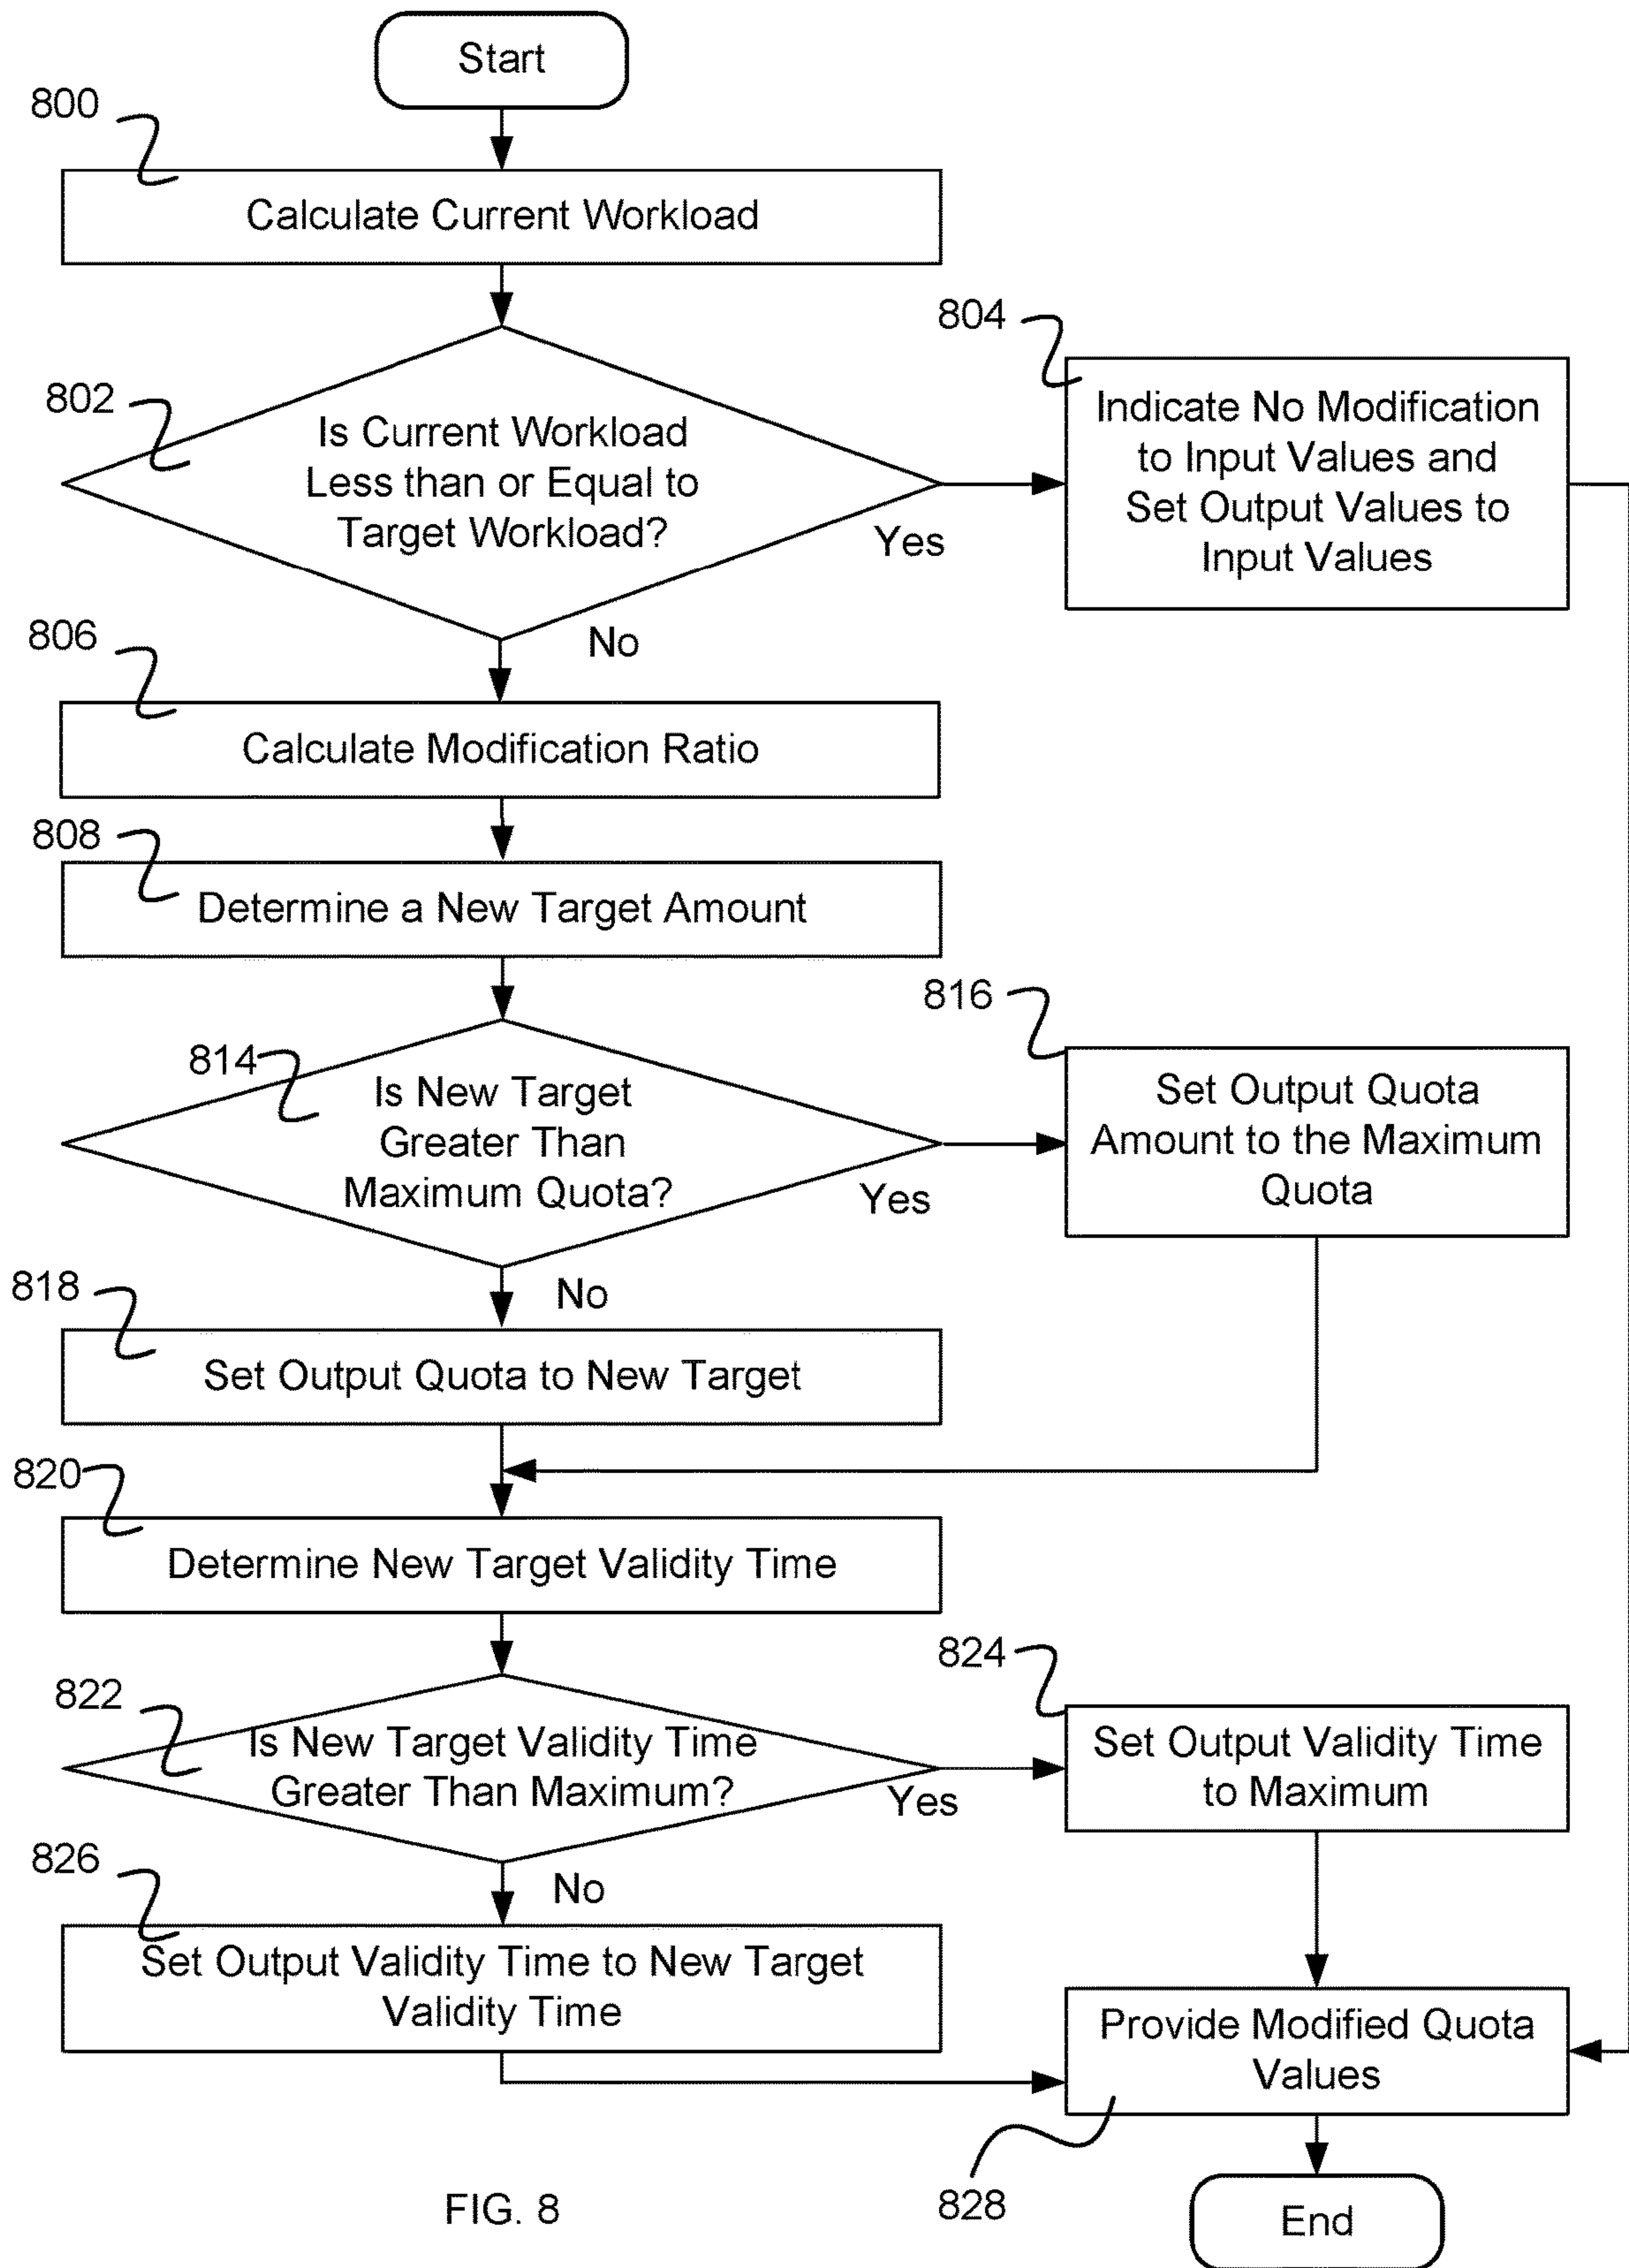 Start
800
Calculate Current Workload
804
802
Is Current Workload
Less than or Equal to
Target Workload?
Yes
Indicate No Modification
to Input Values and
Set Output Values to
Input Values
No
806
Calculate Modification Ratio
808
Determine a New Target Amount
816
814
Is New Target
Greater Than
Maximum Quota?
Yes
Set Output Quota
Amount to the Maximum
Quota
No
818
Set Output Quota to New Target
820
Determine New Target Validity Time
824
822
Is New Target Validity Time
Greater Than Maximum?
Yes
Set Output Validity Time
to Maximum
No
826
Set Output Validity Time to New Target
Validity Time
Provide Modified Quota
Values
828
End
FIG. 8